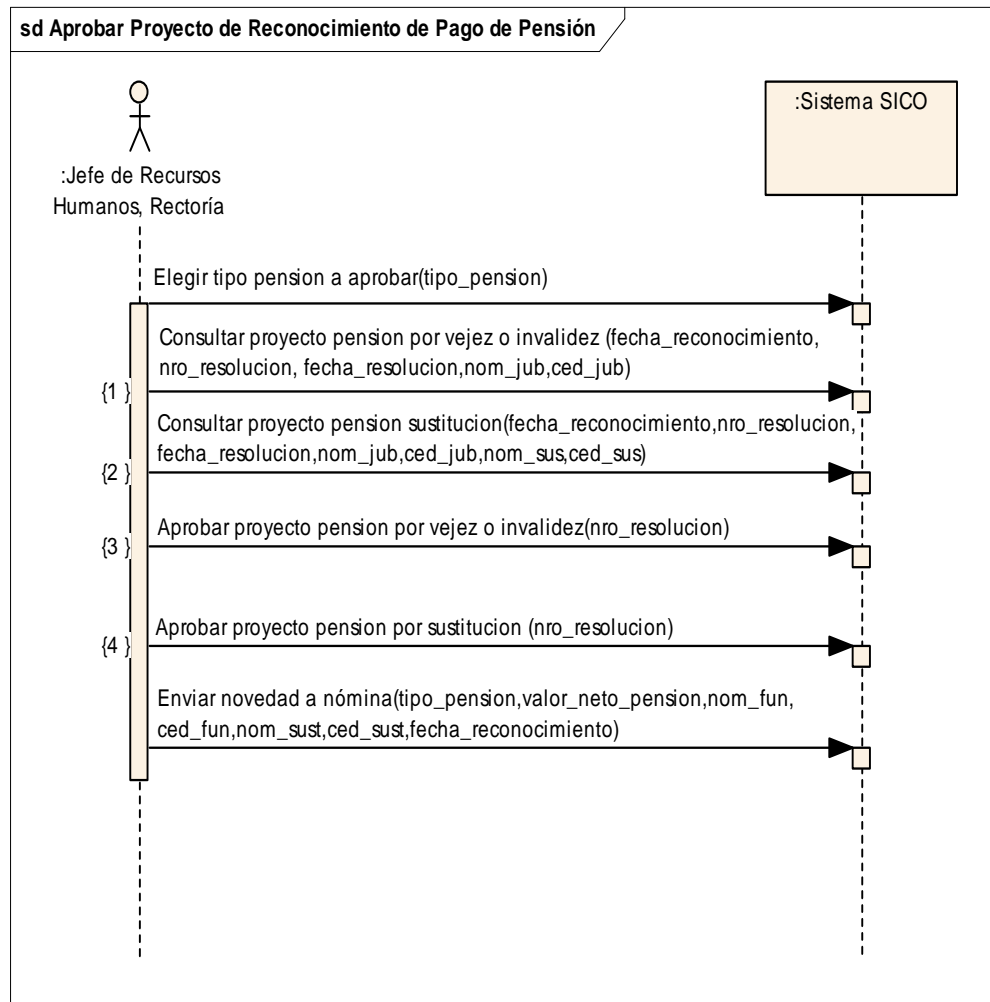 sd Aprobar Proyecto de Reconocimiento de Pago de Pensión
:Jefe de Recursos
Humanos, Rectoría
:Sistema SICO
Elegir tipo pension a aprobar(tipo_pension)
Consultar proyecto pension por vejez o invalidez (fecha_reconocimiento,
nro_resolucion, fecha_resolucion,nom_jub,ced_jub)
{1 }
Consultar proyecto pension sustitucion(fecha_reconocimiento,nro_resolucion,
fecha_resolucion,nom_jub,ced_jub,nom_sus,ced_sus)
{2 }
Aprobar proyecto pension por vejez o invalidez(nro_resolucion)
{3 }
Aprobar proyecto pension por sustitucion (nro_resolucion)
{4 }
Enviar novedad a nómina(tipo_pension,valor_neto_pension,nom_fun,
ced_fun,nom_sust,ced_sust,fecha_reconocimiento)